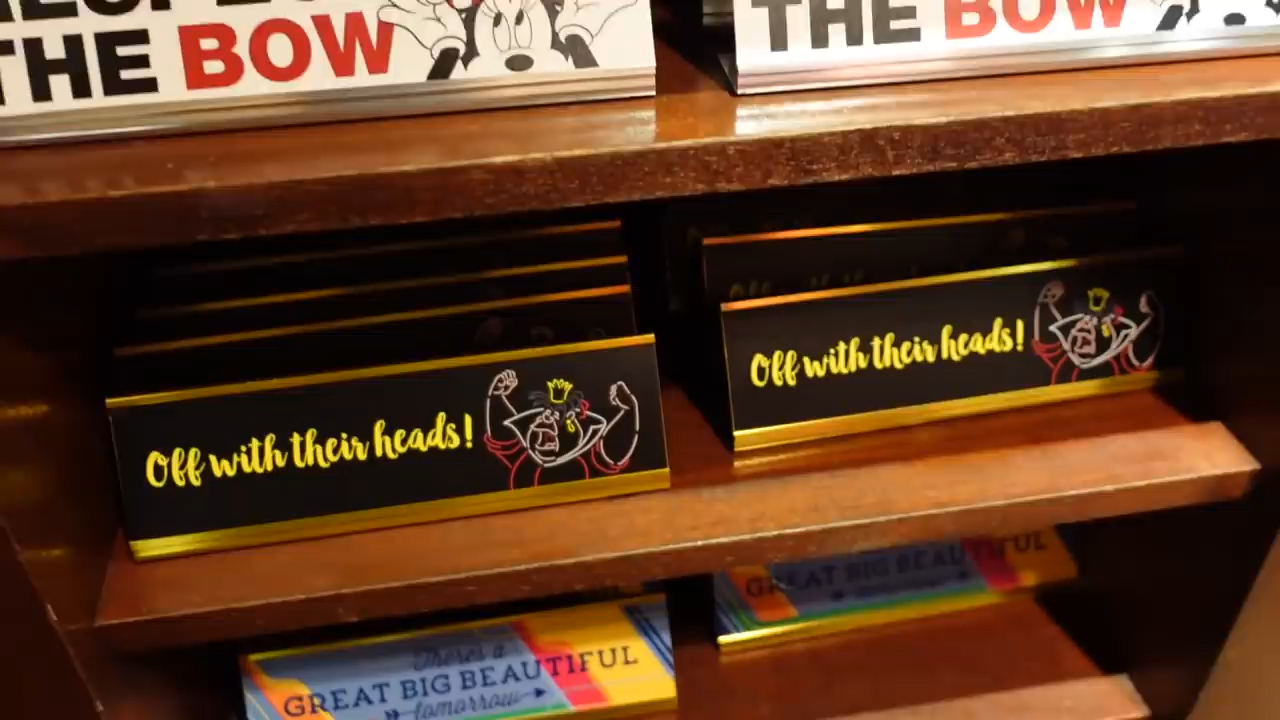 THE BOW
THE BOW
Off with their heads!
Off with their heads!
GREAT BIG BEAUTIFUL
There's a
GREAT BIG BEAUTIFUL
tomorrow